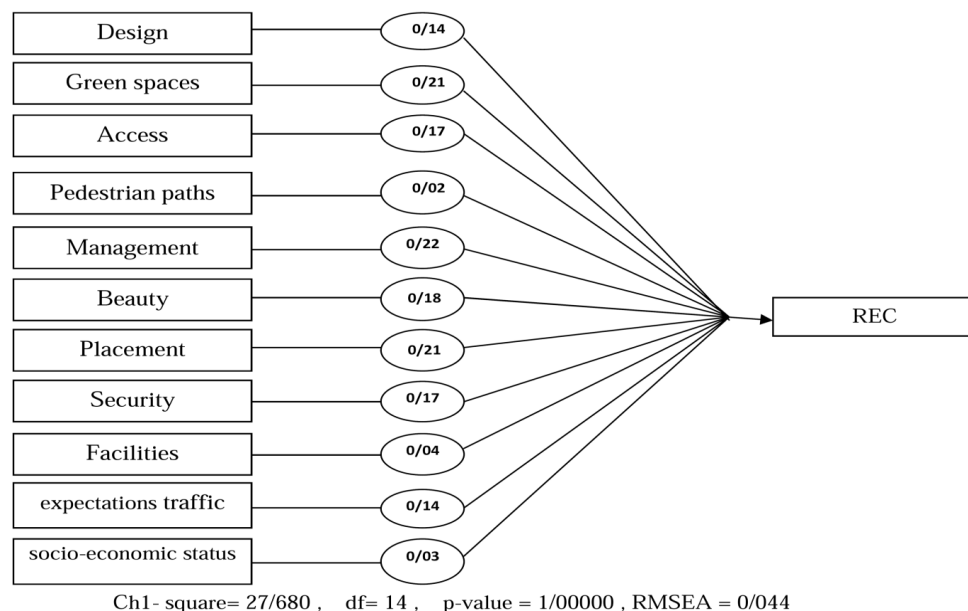 Design 0/14
Green spaces 0/21
Access 0/17
Pedestrian paths 0/02
Management 0/22
Beauty 0/18
REC
Placement 0/21
Security 0/17
Facilities 0/04
expectations traffic 0/14
socio-economic status 0/03
Ch1- square= 27/680 , df= 14 , p-value = 1/00000 , RMSEA = 0/044